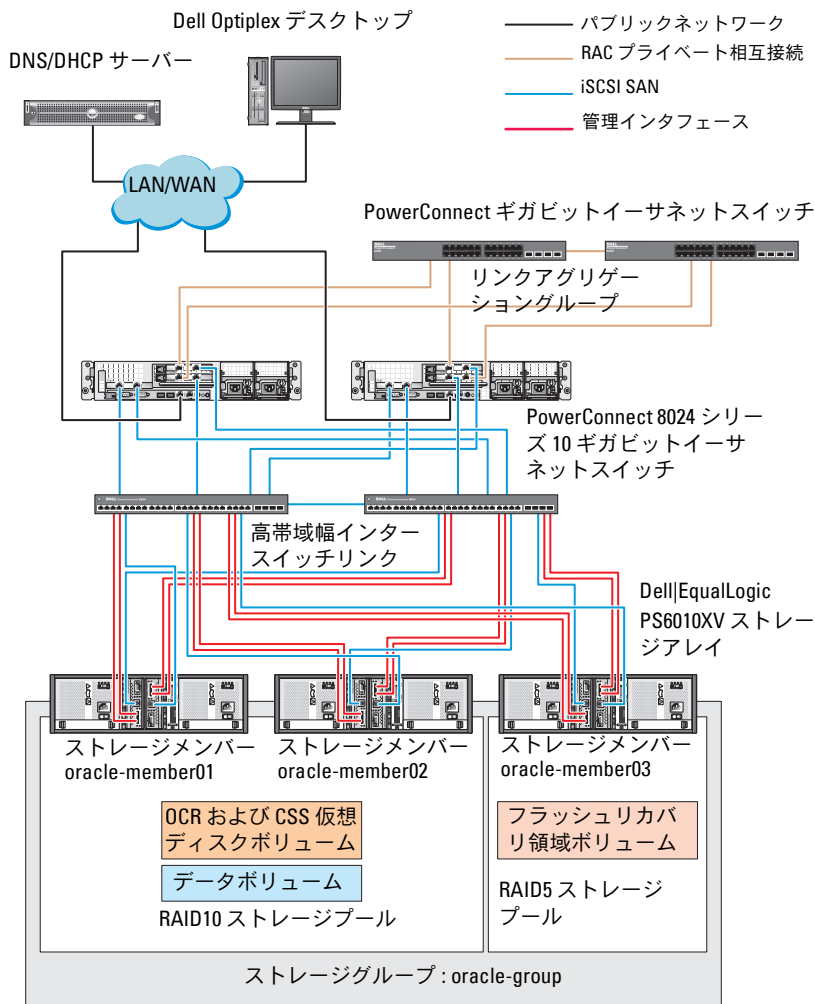 Dell Optiplex デスクトップ
DNS/DHCP サーバー
パブリックネットワーク
RAC プライベート相互接続
iSCSI SAN
管理インタフェース
LAN/WAN
PowerConnect ギガビットイーサネットスイッチ
リンクアグリゲー
ショングループ
PowerConnect 8024 シリー
ズ 10 ギガビットイーサ
ネットスイッチ
高帯域幅インター
スイッチリンク
Dell|EqualLogic
PS6010XV ストレー
ジアレイ
ストレージメンバー
oracle-member01
ストレージメンバー
oracle-member02
ストレージメンバー
oracle-member03
OCR および CSS 仮想
ディスクボリューム
データボリューム
RAID10 ストレージプール
フラッシュリカバ
リ領域ボリューム
RAID5 ストレージ
プール
ストレージグループ : oracle-group